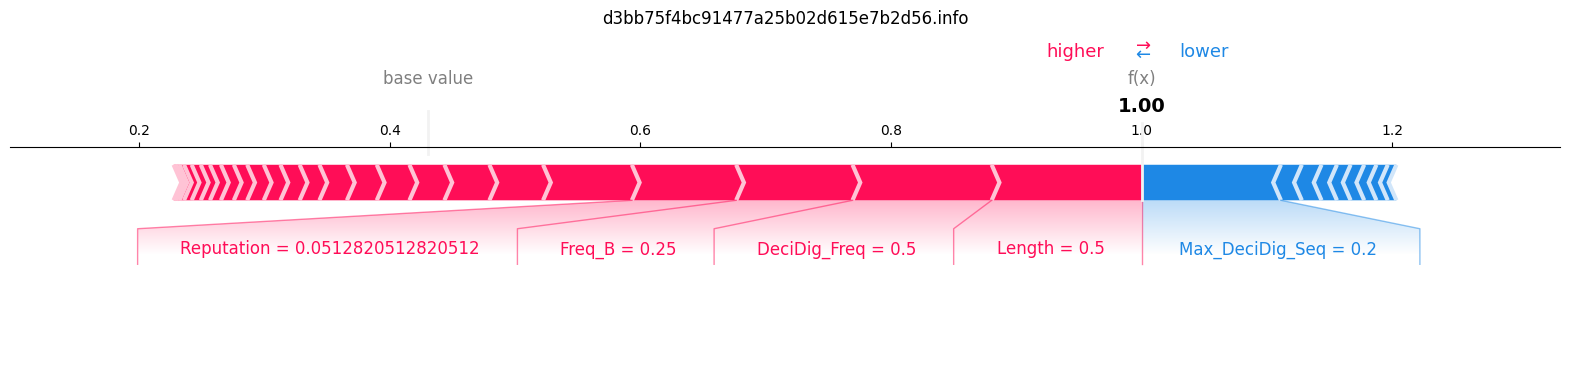 d3bb75f4bc91477a25b02d615e7b2d56.info
higher ⇄ lower
base value f(x)
1.00
0.2 0.4 0.6 0.8 1.0 1.2
Reputation = 0.0512820512820512 Freq_B = 0.25 DeciDig_Freq = 0.5 Length = 0.5 Max_DeciDig_Seq = 0.2